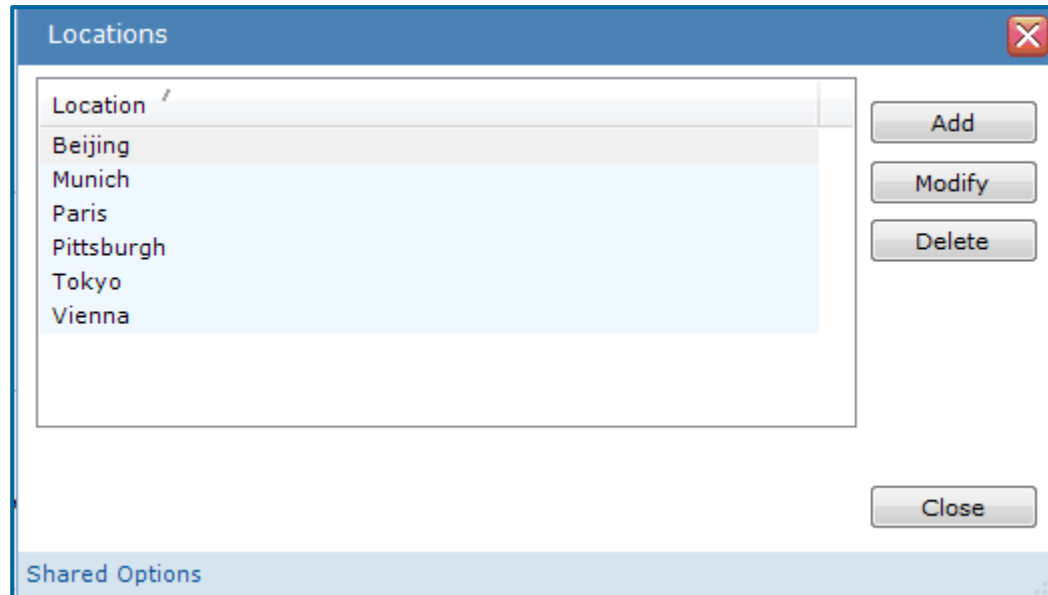 Locations
Location
Beijing
Munich
Paris
Pittsburgh
Tokyo
Vienna
Add
Modify
Delete
Close
Shared Options